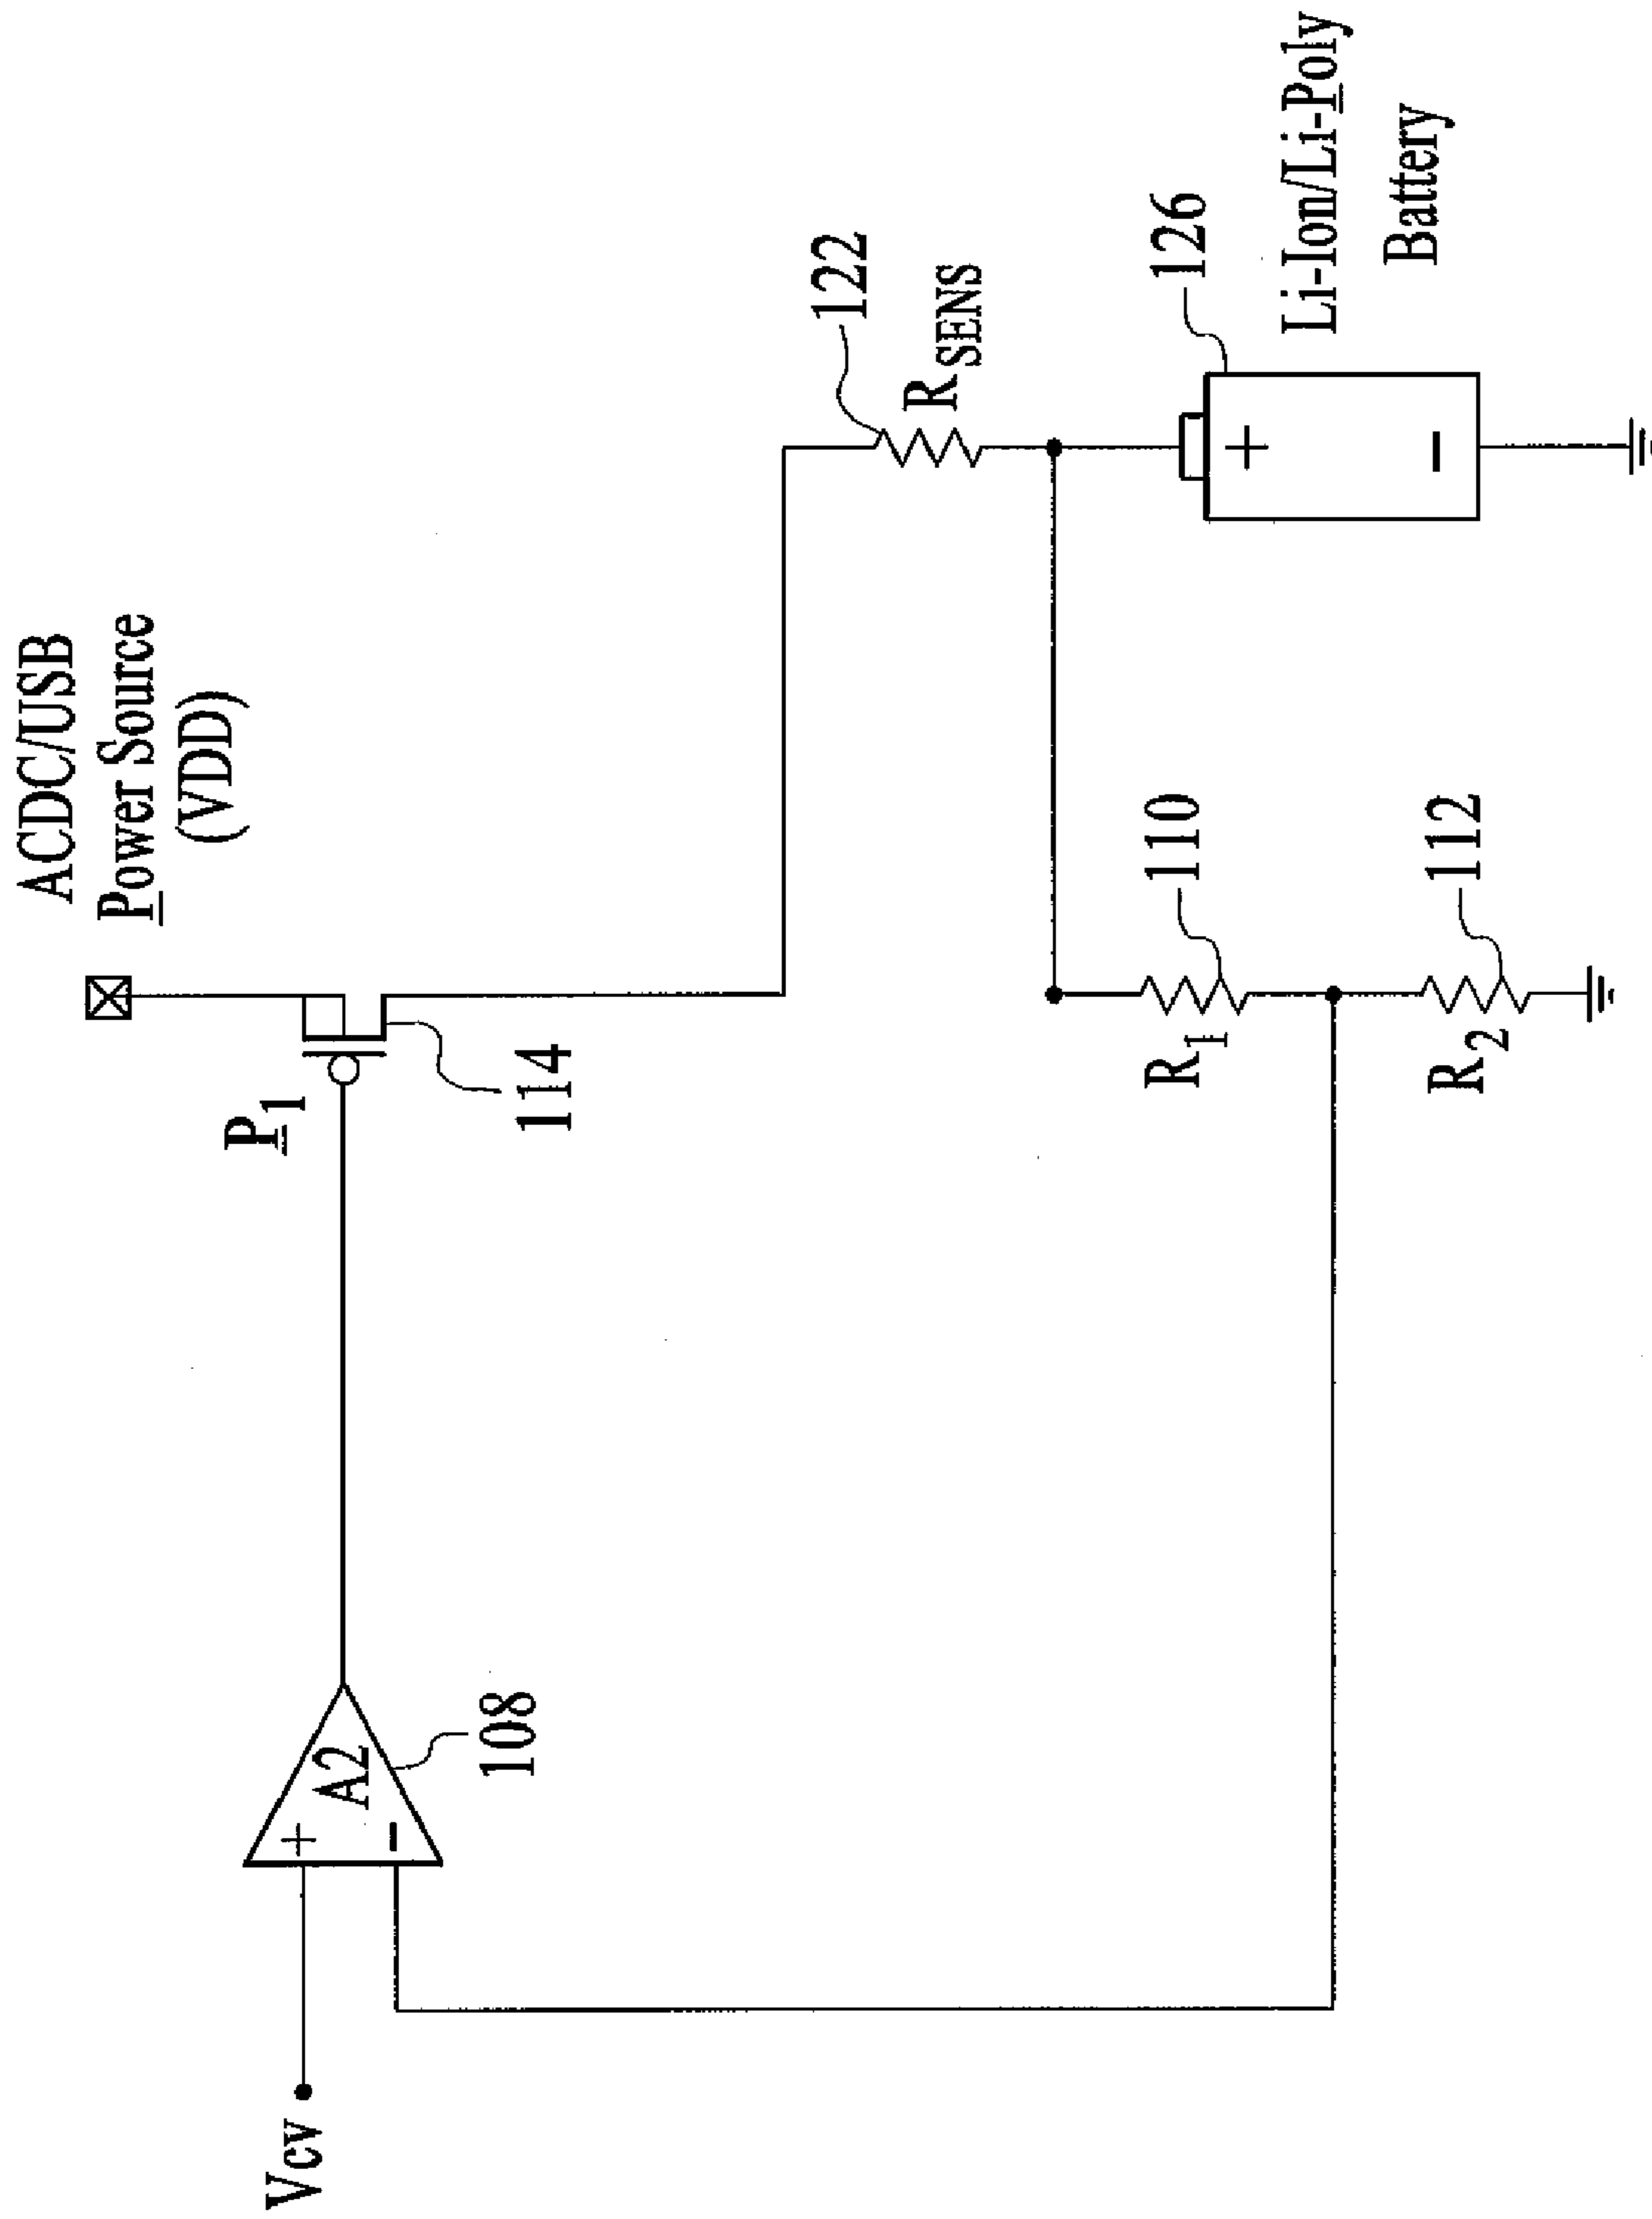 ACDC/USB
Power Source
(VDD)
P1
114
Vcv
+
A2
-
108
122
RSENS
126
+
-
Li-Ion/Li-Poly
Battery
R1
110
R2
112